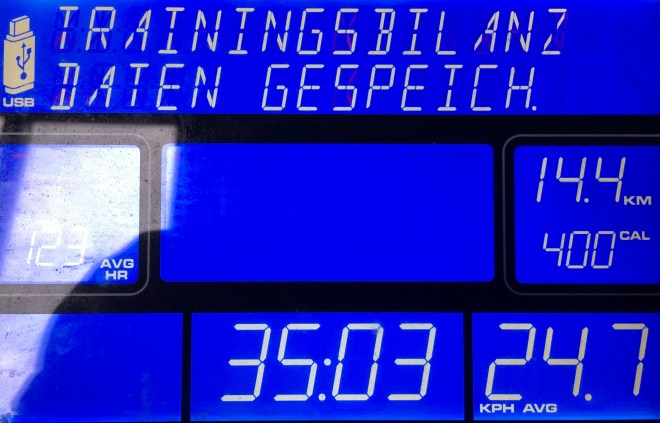 TRAININGSBILANZ
DATEN GESPEICH.
USB
14.4 KM
123 AVG HR
400 CAL
35:03
24.7
KPH AVG